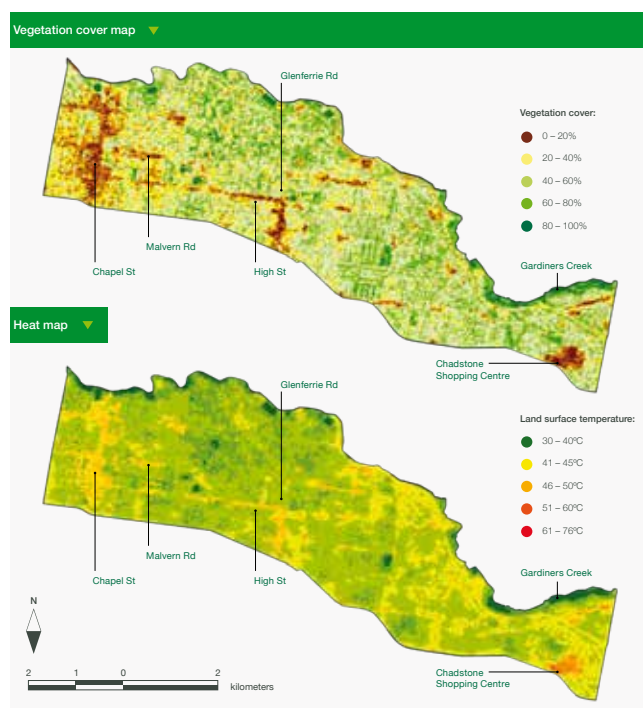 Vegetation cover map
Glenferrie Rd
Vegetation cover:
0 – 20%
20 – 40%
40 – 60%
60 – 80%
80 – 100%
Malvern Rd
Chapel St
High St
Gardiners Creek
Chadstone
Shopping Centre
Heat map
Glenferrie Rd
Land surface temperature:
30 – 40ºC
41 – 45ºC
46 – 50ºC
51 – 60ºC
61 – 76ºC
Malvern Rd
Chapel St
High St
Gardiners Creek
Chadstone
Shopping Centre
N
2 1 0 2
kilometers